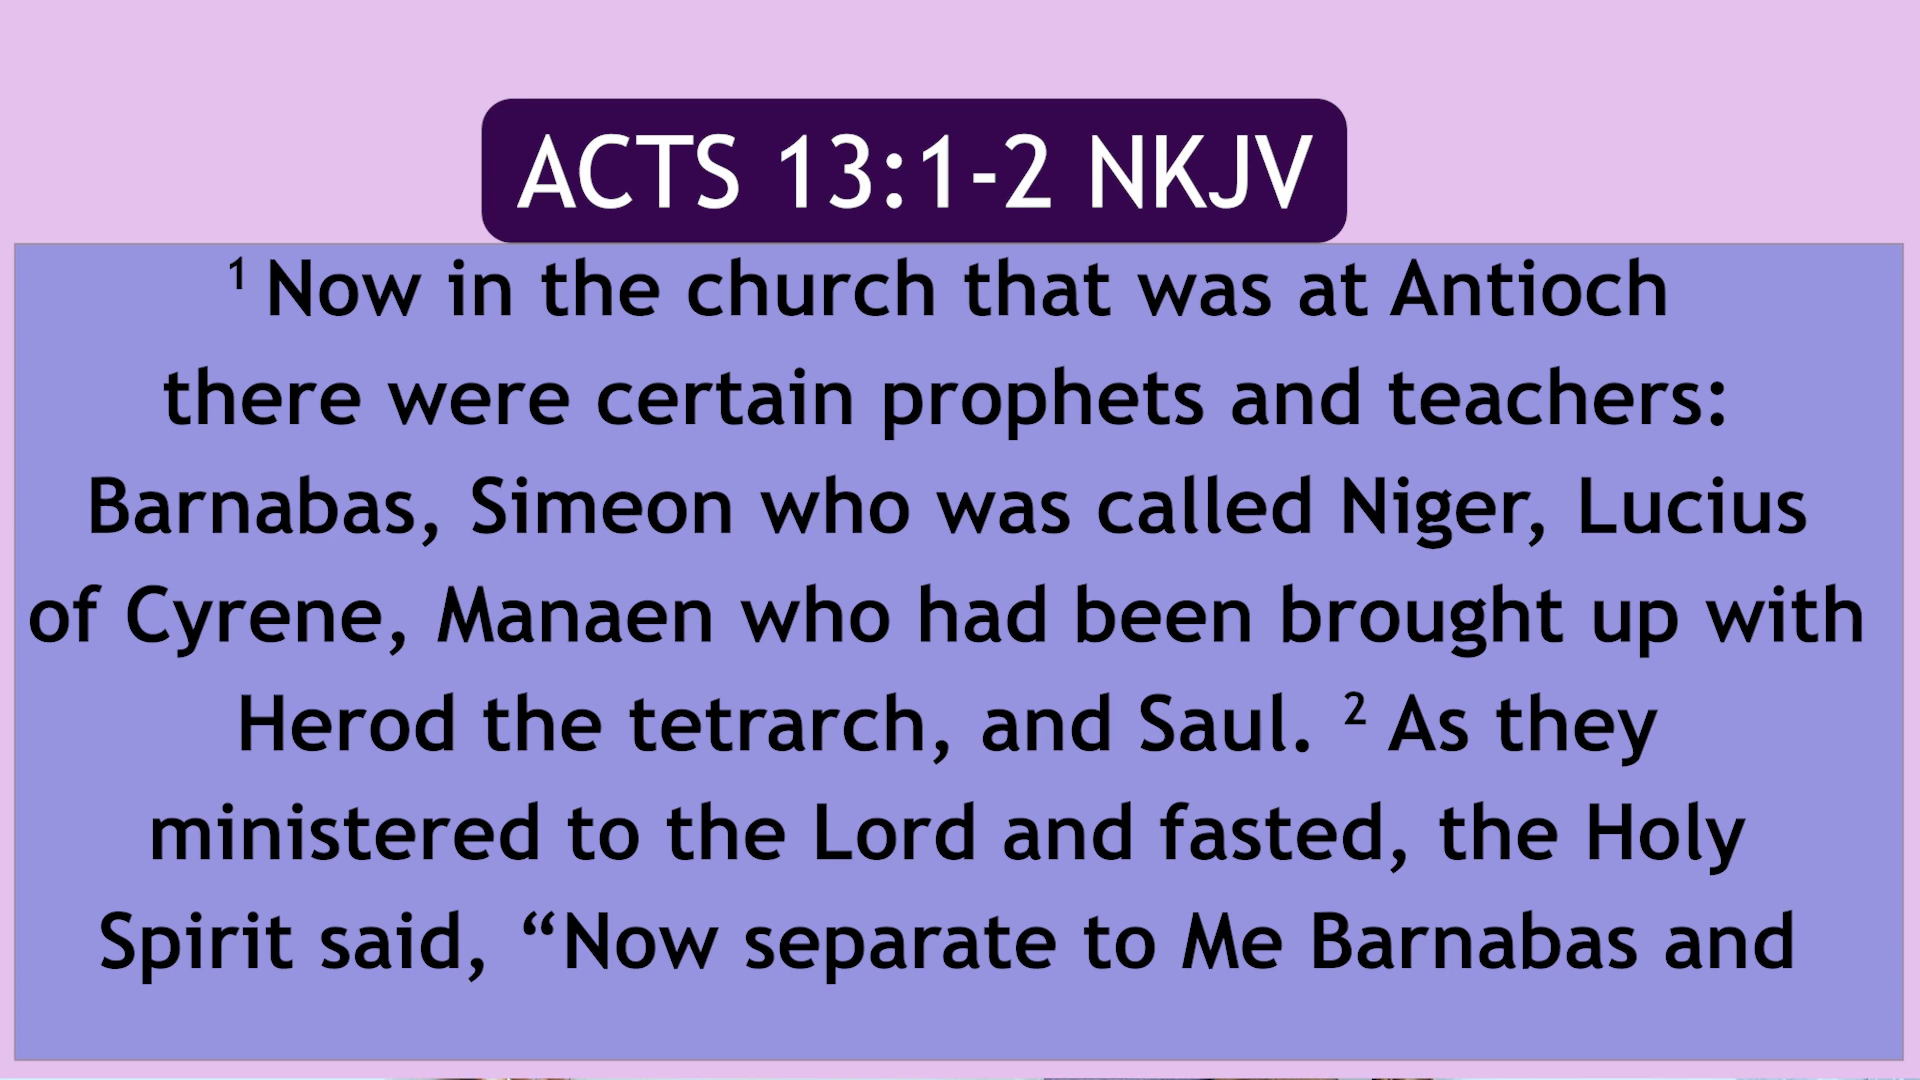 ACTS 13:1-2 NKJV
1 Now in the church that was at Antioch
there were certain prophets and teachers:
Barnabas, Simeon who was called Niger, Lucius
of Cyrene, Manaen who had been brought up with
Herod the tetrarch, and Saul. 2 As they
ministered to the Lord and fasted, the Holy
Spirit said, “Now separate to Me Barnabas and